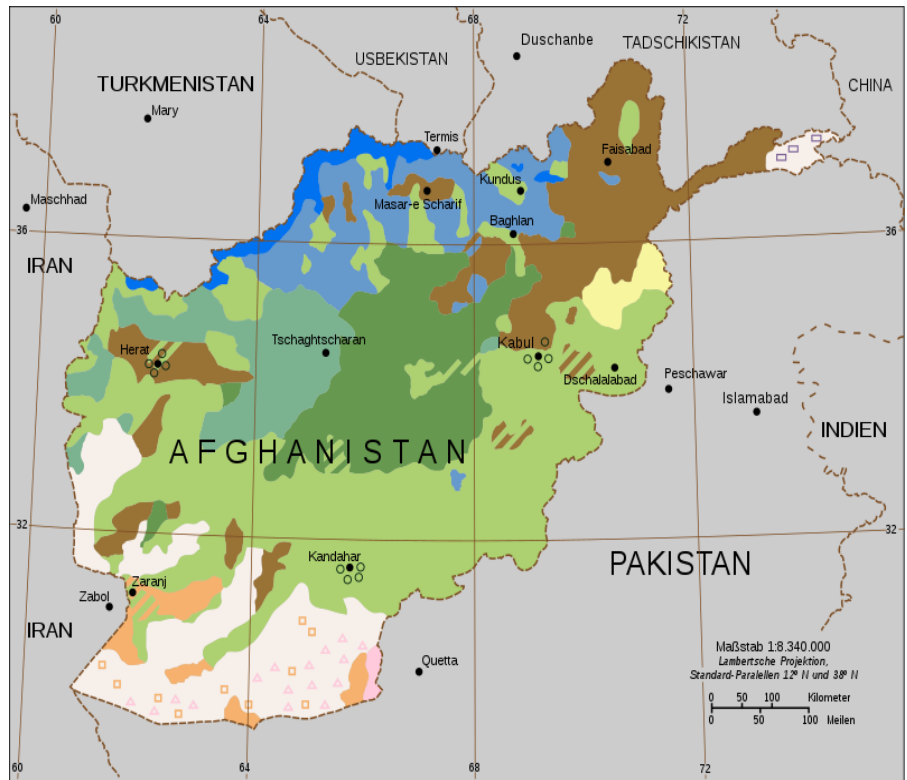 60
64
68
72
Duschanbe
TADSCHIKISTAN
USBEKISTAN
TURKMENISTAN
CHINA
Mary
Termis
Faisabad
Maschhad
Kundus
Masar-e Scharif
Baghlan
36
36
IRAN
Herat
Tschaghtscharan
Kabul
Dschalalabad
Peschawar
Islamabad
INDIEN
AFGHANISTAN
32
32
Kandahar
PAKISTAN
Zaranj
Zabol
IRAN
Quetta
Maßstab 1:8.340.000
Lambertsche Projektion,
Standard-Paralellen 12° N und 38° N
0 50 100 Kilometer
0 50 100 Meilen
60
64
68
72